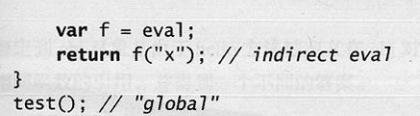 var f = eval;
return f("x"); // indirect eval
}
test(); // "global"